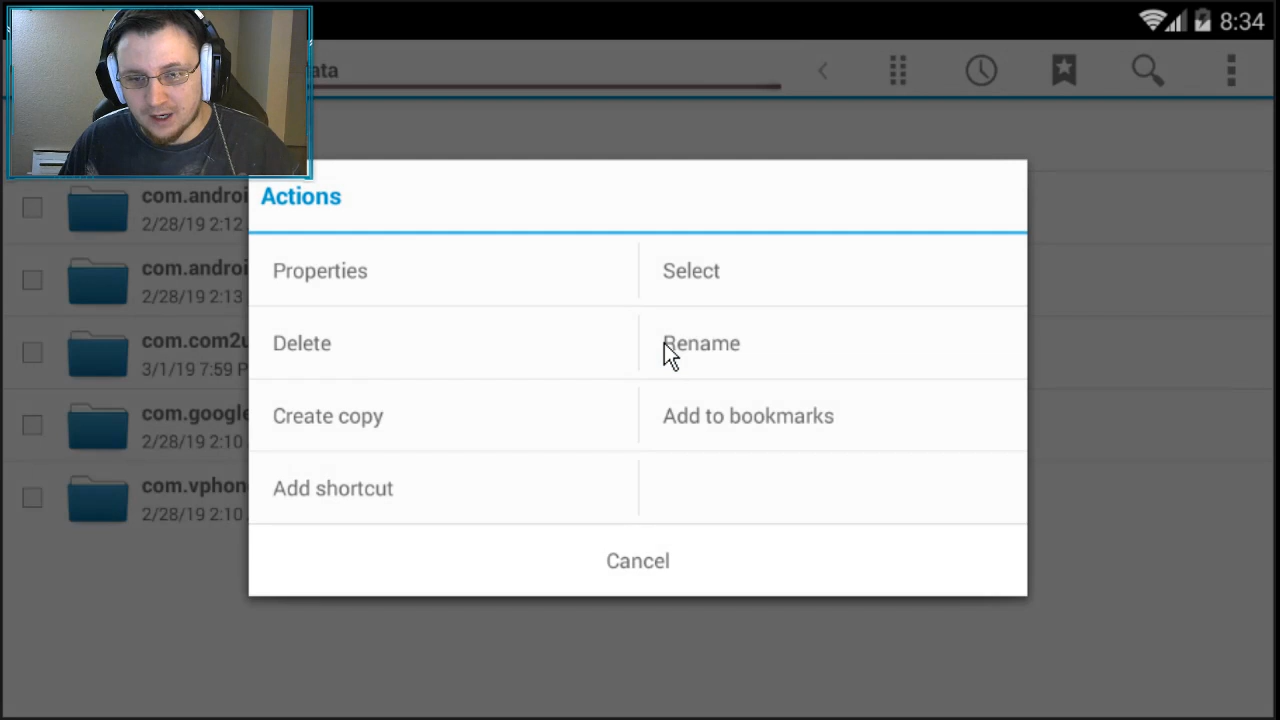 8:34
ata
Actions
com.androi
2/28/19 2:12
Properties
Select
com.androi
2/28/19 2:13
Delete
Rename
com.com2u
3/1/19 7:59 P
Create copy
Add to bookmarks
com.google
2/28/19 2:10
Add shortcut
com.vphon
2/28/19 2:10
Cancel